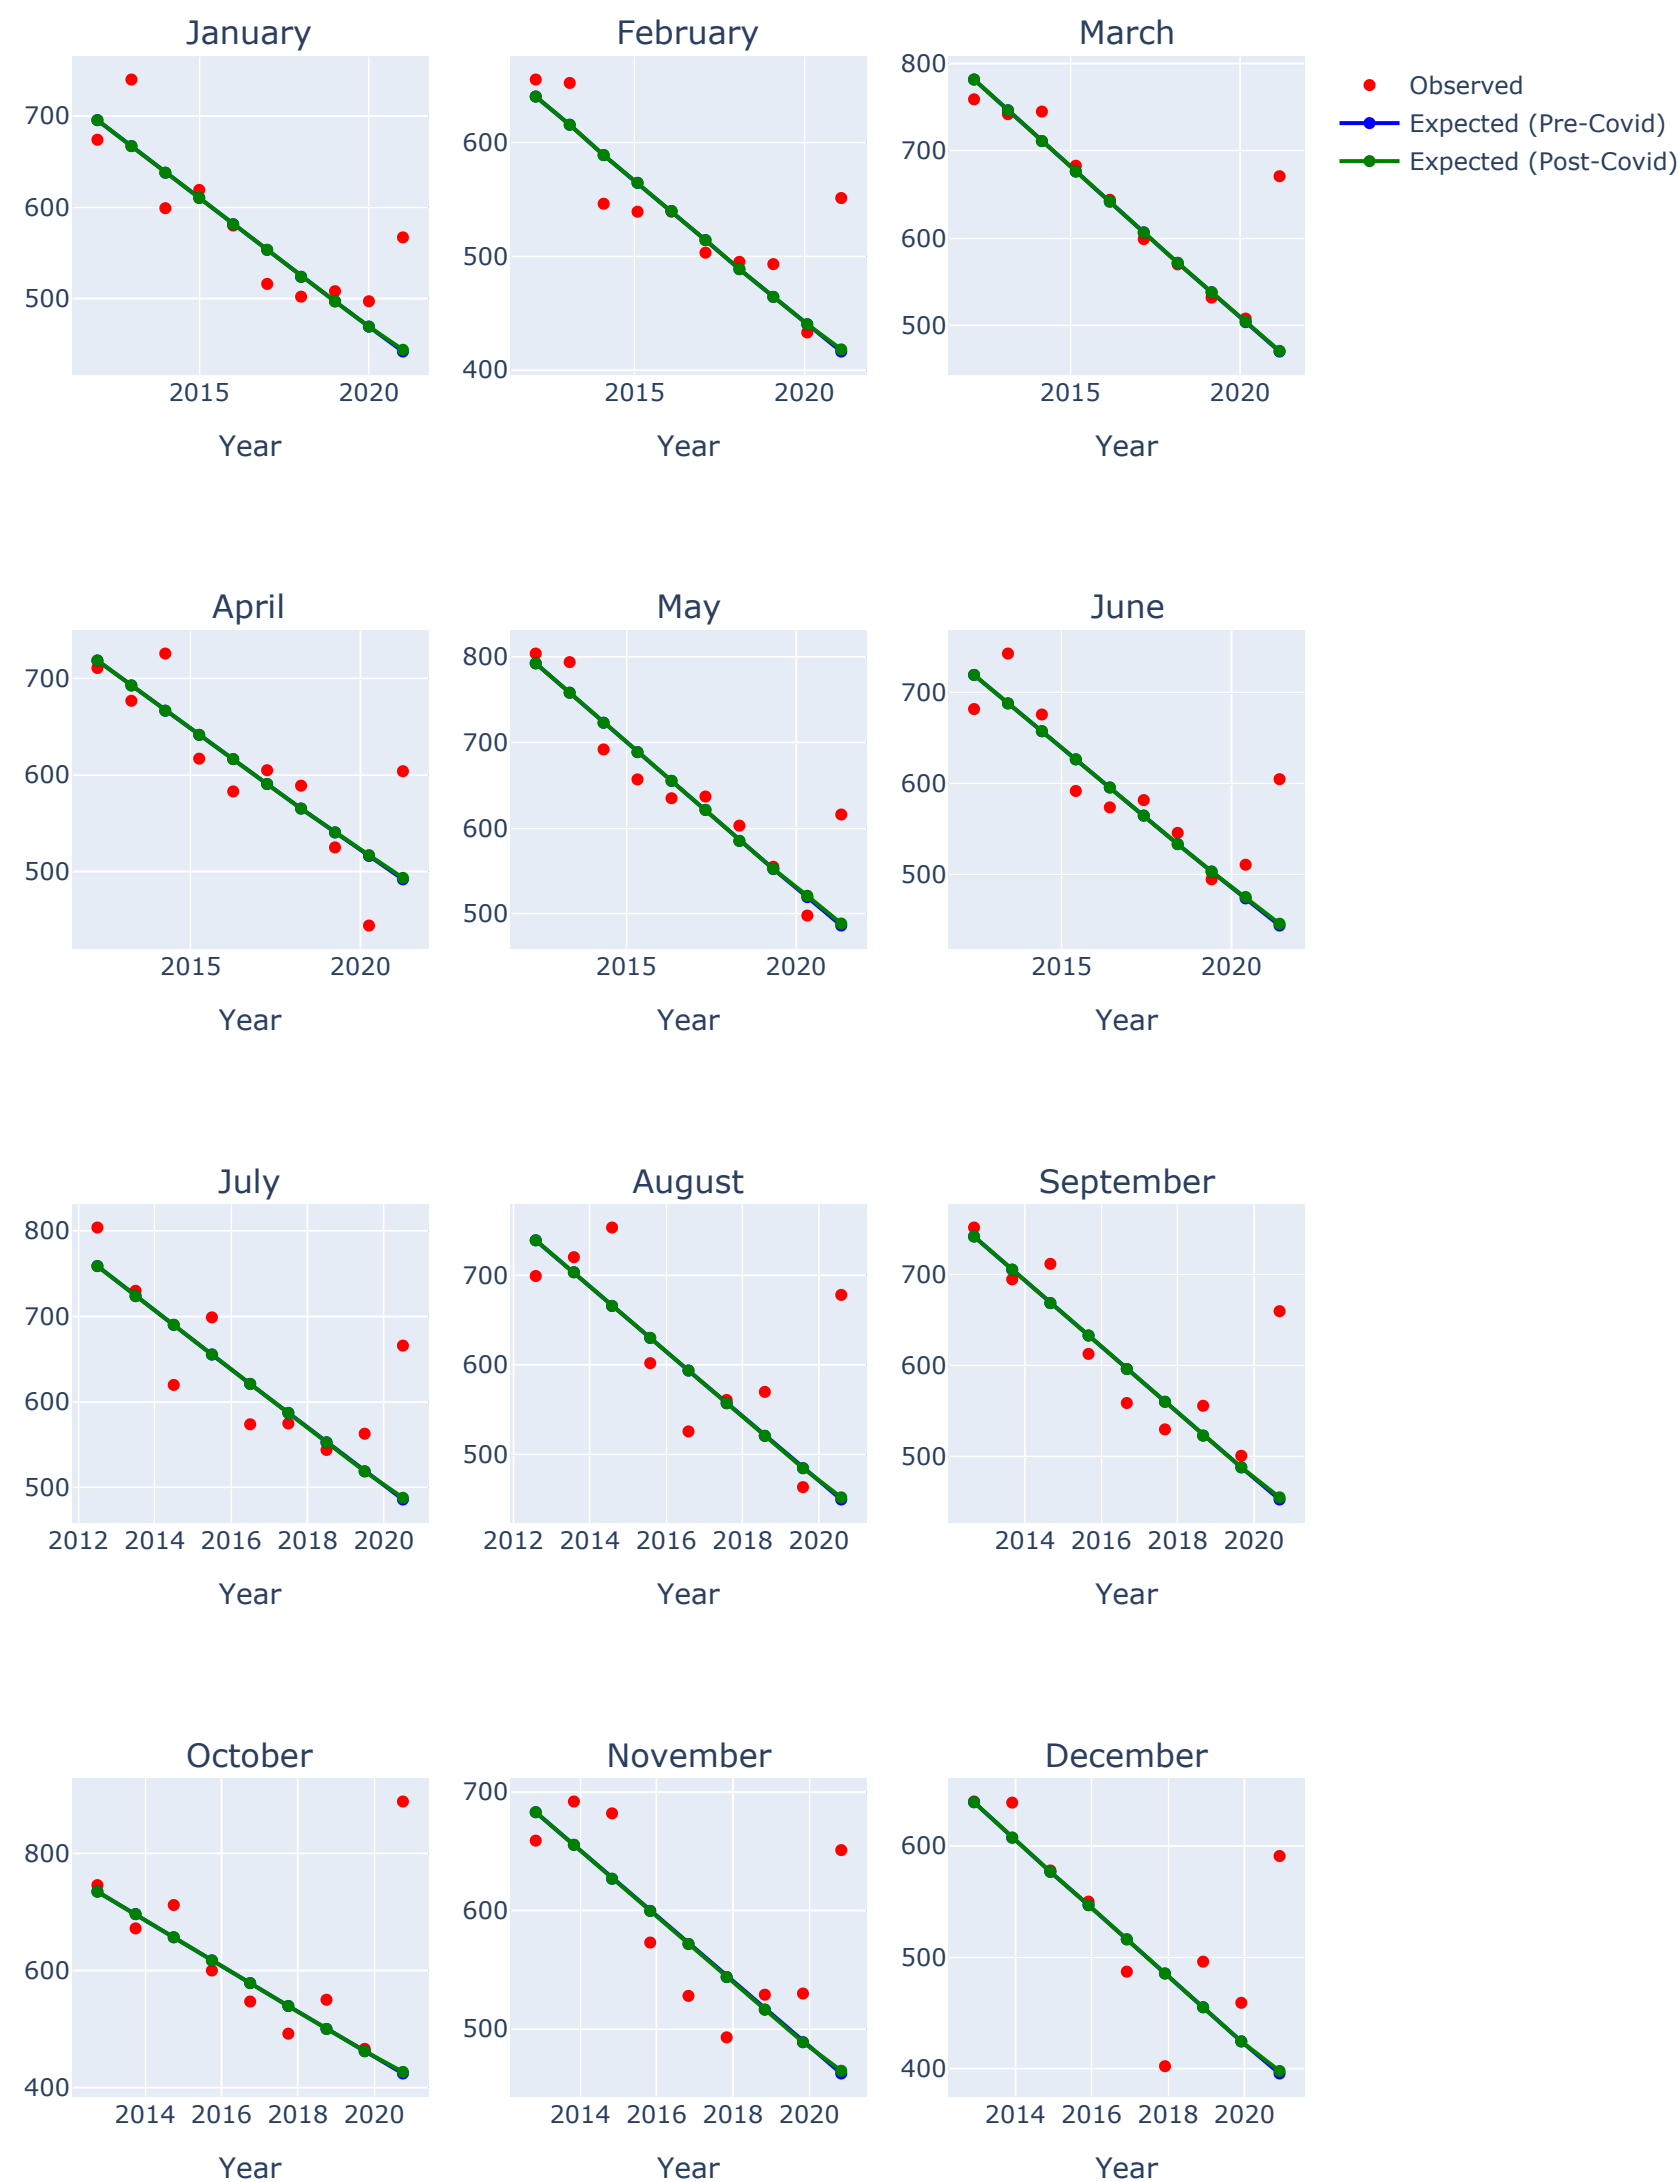 January
February
March
Observed
Expected (Pre-Covid)
Expected (Post-Covid)
700
600
500
2015
2020
Year
600
500
400
2015
2020
Year
800
700
600
500
2015
2020
Year
April
May
June
700
600
500
2015
2020
Year
800
700
600
500
2015
2020
Year
700
600
500
2015
2020
Year
July
August
September
800
700
600
500
2012 2014 2016 2018 2020
Year
700
600
500
2012 2014 2016 2018 2020
Year
700
600
500
2014 2016 2018 2020
Year
October
November
December
800
600
400
2014 2016 2018 2020
Year
700
600
500
2014 2016 2018 2020
Year
600
500
400
2014 2016 2018 2020
Year